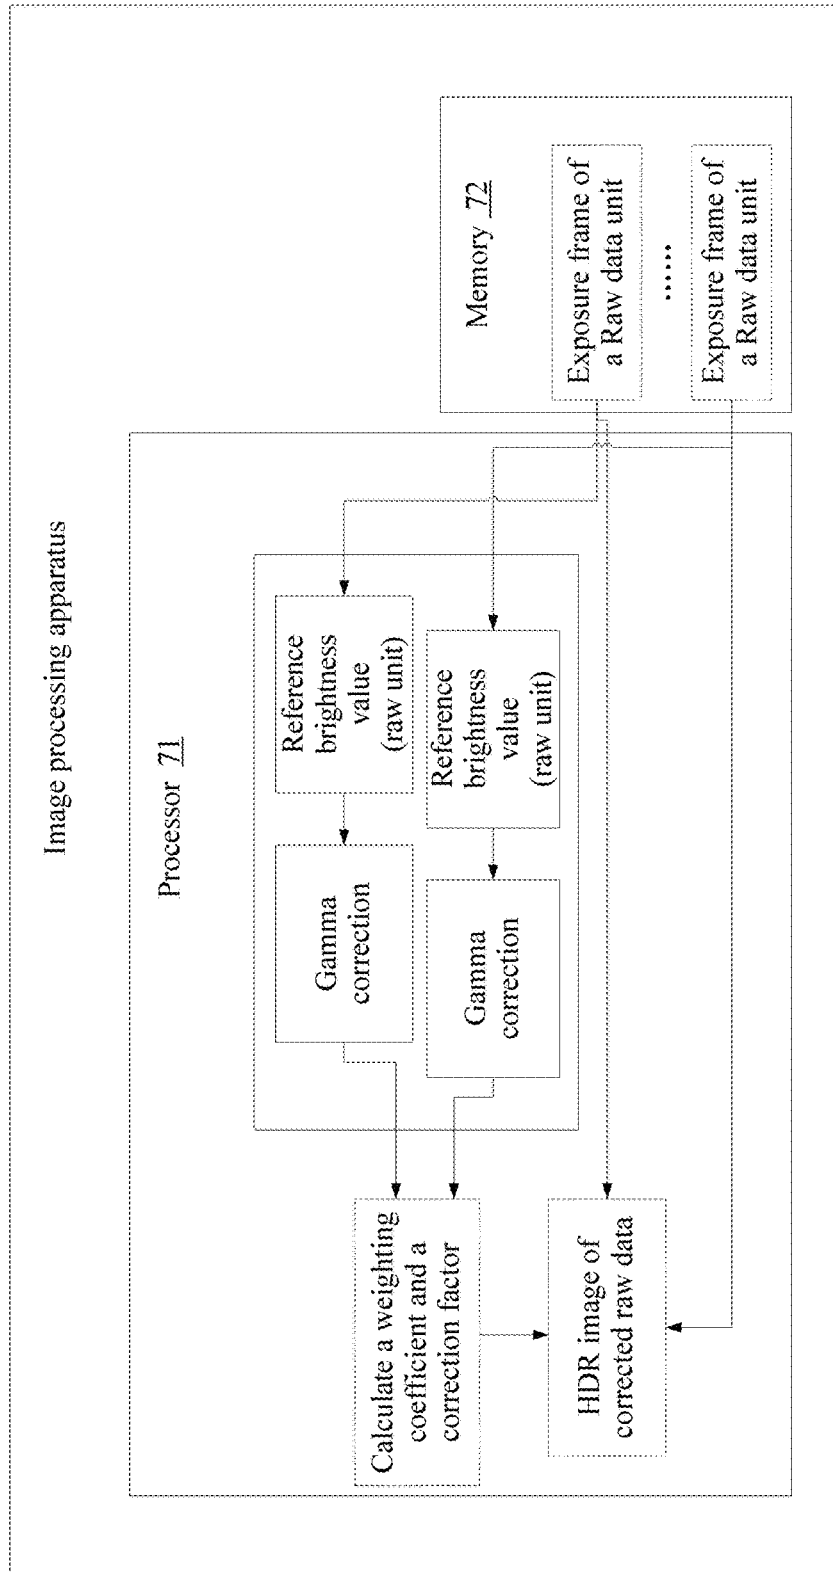 Image processing apparatus
Processor 71
Memory 72
Calculate a weighting
coefficient and a
correction factor
Gamma
correction
Reference
brightness
value
(raw unit)
Exposure frame of
a Raw data unit
......
HDR image of
corrected raw data
Gamma
correction
Reference
brightness
value
(raw unit)
Exposure frame of
a Raw data unit